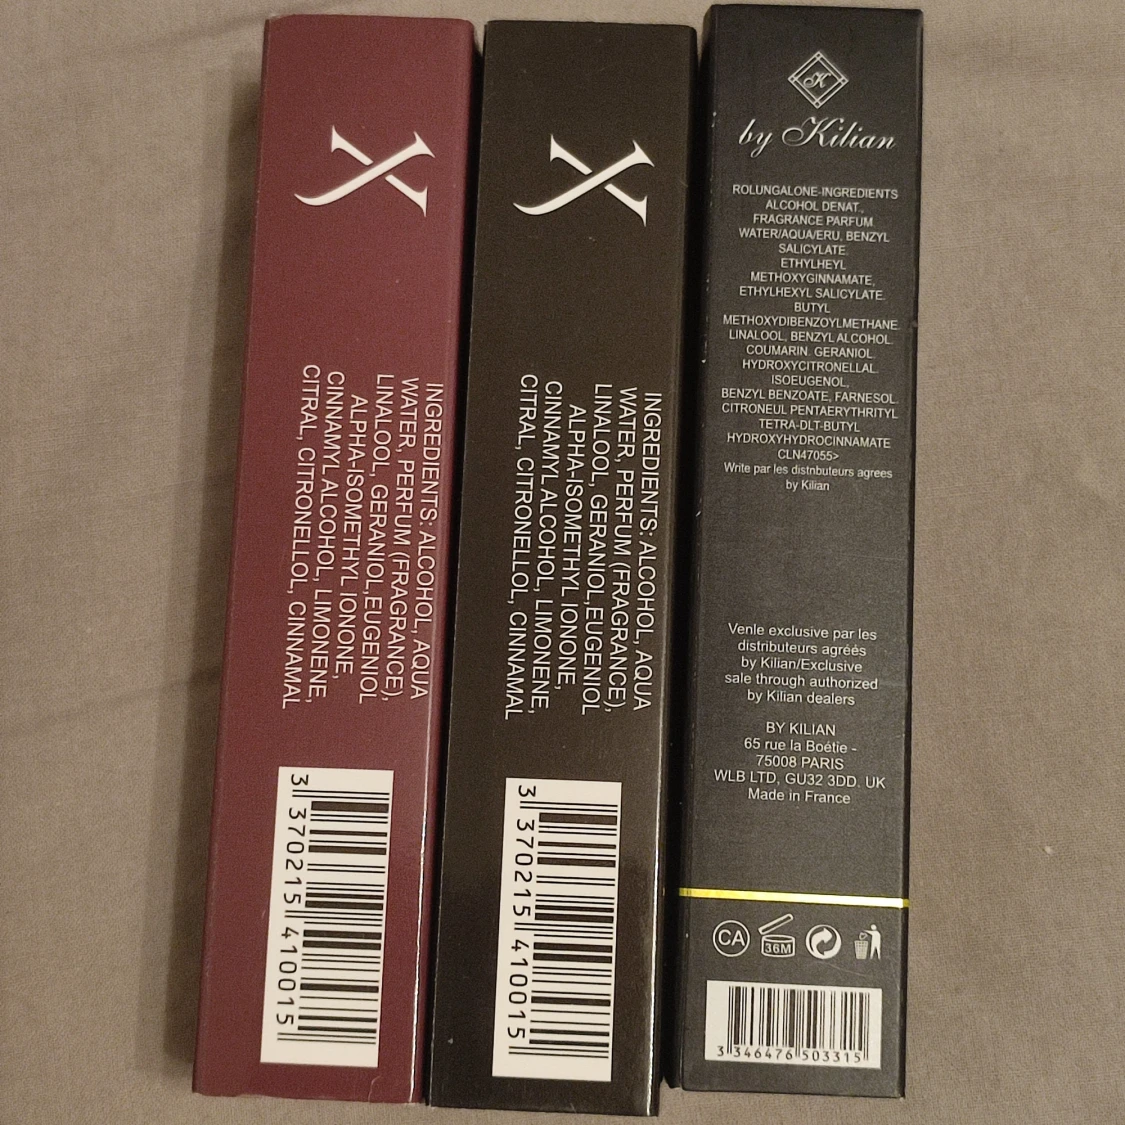 X
INGREDIENTS: ALCOHOL, AQUA
WATER, PERFUM (FRAGRANCE),
LINALOOL, GERANIOL,EUGENIOL
ALPHA-ISOMETHYL IONONE,
CINNAMYL ALCOHOL, LIMONENE,
CITRAL, CITRONELLOL, CINNAMAL
3 370215 410015
X
INGREDIENTS: ALCOHOL, AQUA
WATER, PERFUM (FRAGRANCE),
LINALOOL, GERANIOL,EUGENIOL
ALPHA-ISOMETHYL IONONE,
CINNAMYL ALCOHOL, LIMONENE,
CITRAL, CITRONELLOL, CINNAMAL
3 370215 410015
K
by Kilian
ROLUNGALONE-INGREDIENTS
ALCOHOL DENAT.,
FRAGRANCE PARFUM.
WATER/AQUA/ERU, BENZYL
SALICYLATE.
ETHYLHEYL
METHOXYGINNAMATE,
ETHYLHEXYL SALICYLATE.
BUTYL
METHOXYDIBENZOYLMETHANE.
LINALOOL, BENZYL ALCOHOL.
COUMARIN. GERANIOL
HYDROXYCITRONELLAL.
ISOEUGENOL,
BENZYL BENZOATE, FARNESOL.
CITRONEUL PENTAERYTHRITYL
TETRA-DLT-BUTYL
HYDROXYHYDROCINNAMATE
CLN47055>
Write par les distnbuteurs agrees
by Kilian
Venle exclusive par les
distributeurs agréés
by Kilian/Exclusive
sale through authorized
by Kilian dealers
BY KILIAN
65 rue la Boétie -
75008 PARIS
WLB LTD, GU32 3DD. UK
Made in France
CA
36M
3 346476 503315